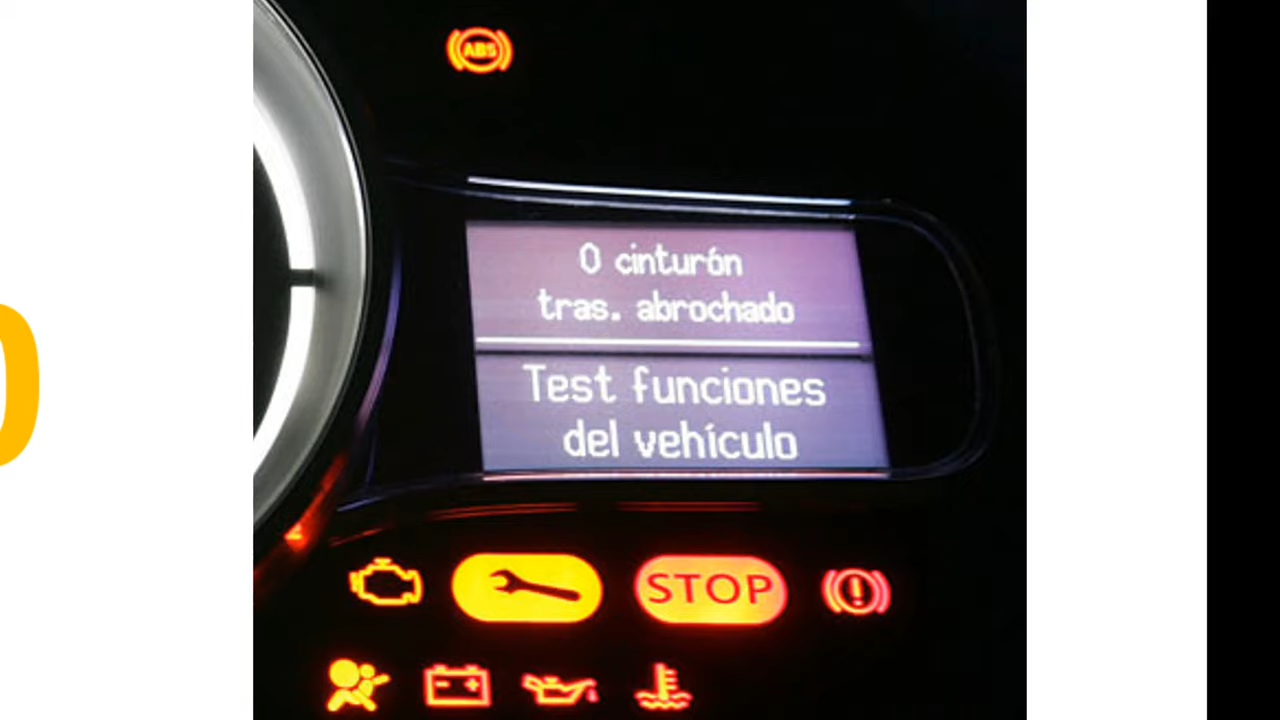 ABS
0 cinturón
tras. abrochado
Test funciones
del vehículo
STOP